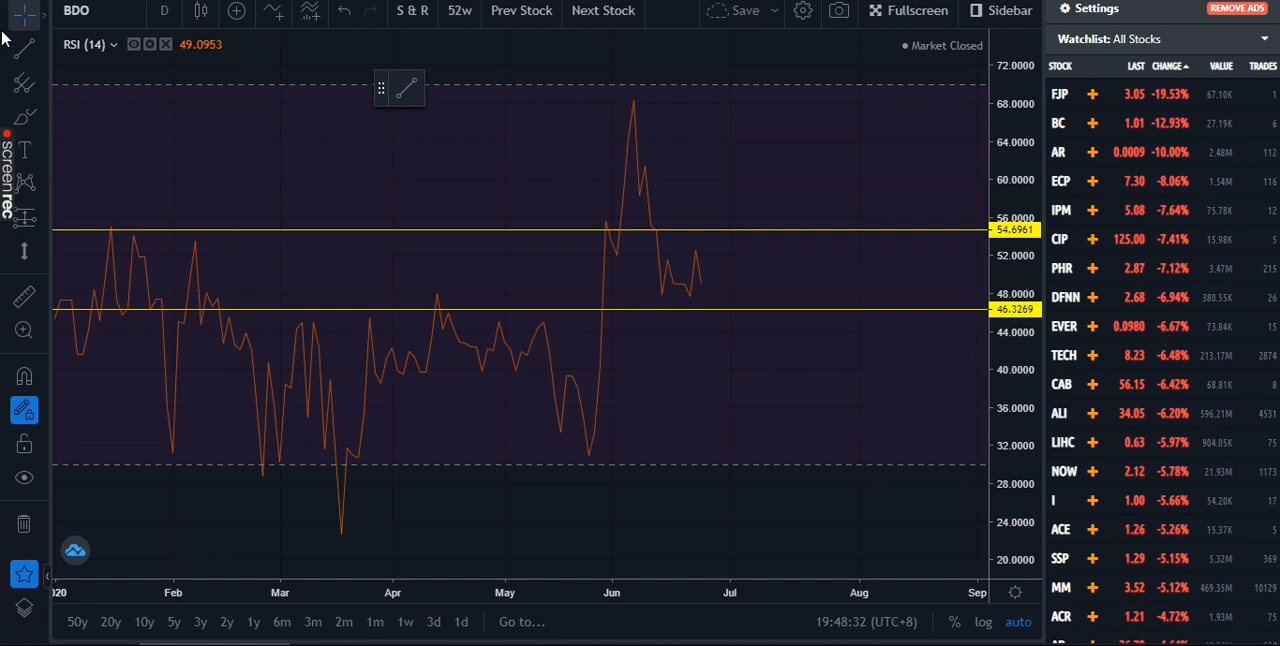 BDO D S & R 52w Prev Stock Next Stock Save Fullscreen Sidebar
RSI (14) 49.0953
Market Closed
screenrec
72.0000
68.0000
64.0000
60.0000
56.0000
54.6961
52.0000
48.0000
46.3269
44.0000
40.0000
36.0000
32.0000
28.0000
24.0000
20.0000
020 Feb Mar Apr May Jun Jul Aug Sep
50y 20y 10y 5y 3y 2y 1y 6m 3m 2m 1m 1w 3d 1d Go to... 19:48:32 (UTC+8) % log auto
Settings REMOVE ADS
Watchlist: All Stocks
STOCK LAST CHANGE VALUE TRADES
FJP 3.05 -19.53% 67.10K 1
BC 1.01 -12.93% 27.19K 6
AR 0.0009 -10.00% 2.48M 112
ECP 7.30 -8.06% 1.54M 116
IPM 5.08 -7.64% 75.78K 12
CIP 125.00 -7.41% 15.98K 5
PHR 2.87 -7.12% 3.47M 215
DFNN 2.68 -6.94% 380.55K 26
EVER 0.0980 -6.67% 73.84K 15
TECH 8.23 -6.48% 213.17M 2874
CAB 56.15 -6.42% 68.81K 8
ALI 34.05 -6.20% 596.21M 4531
LIHC 0.63 -5.97% 904.05K 75
NOW 2.12 -5.78% 21.93M 1173
I 1.00 -5.66% 54.20K 17
ACE 1.26 -5.26% 15.37K 5
SSP 1.29 -5.15% 5.32M 369
MM 3.52 -5.12% 469.35M 10129
ACR 1.21 -4.72% 1.93M 75